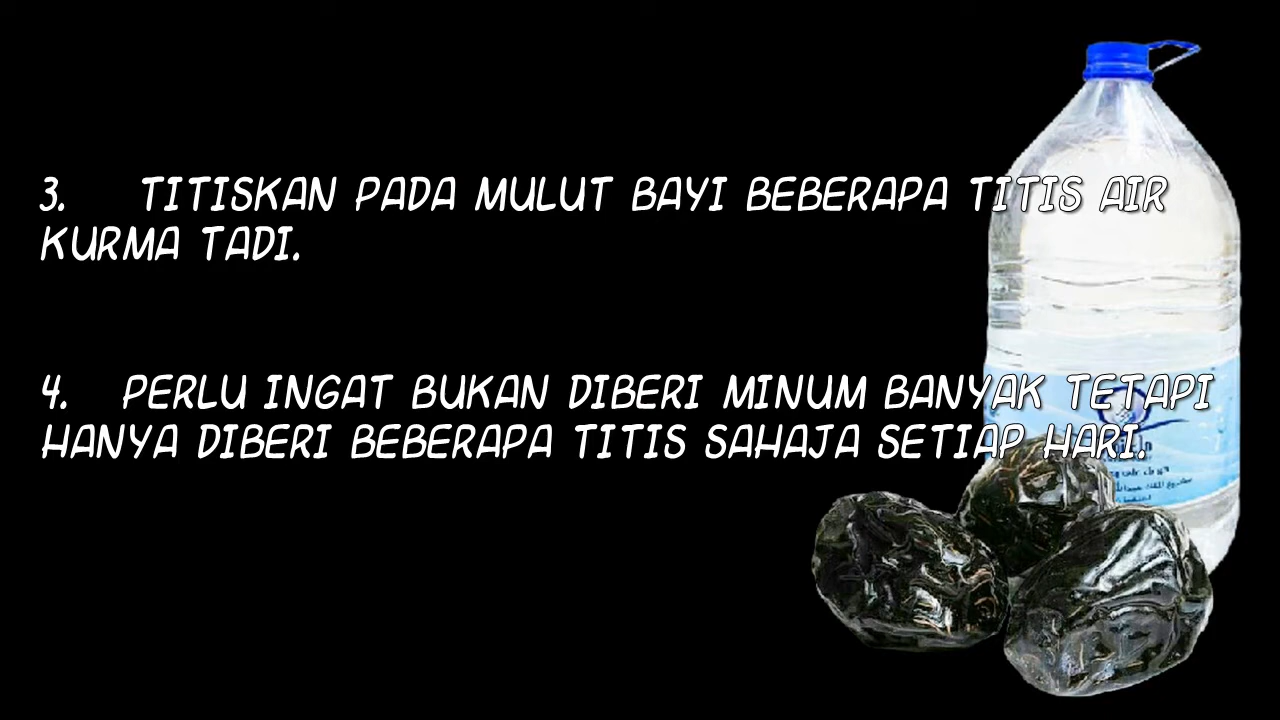 3. TITISKAN PADA MULUT BAYI BEBERAPA TITIS AIR
KURMA TADI.
4. PERLU INGAT BUKAN DIBERI MINUM BANYAK TETAPI
HANYA DIBERI BEBERAPA TITIS SAHAJA SETIAP HARI.